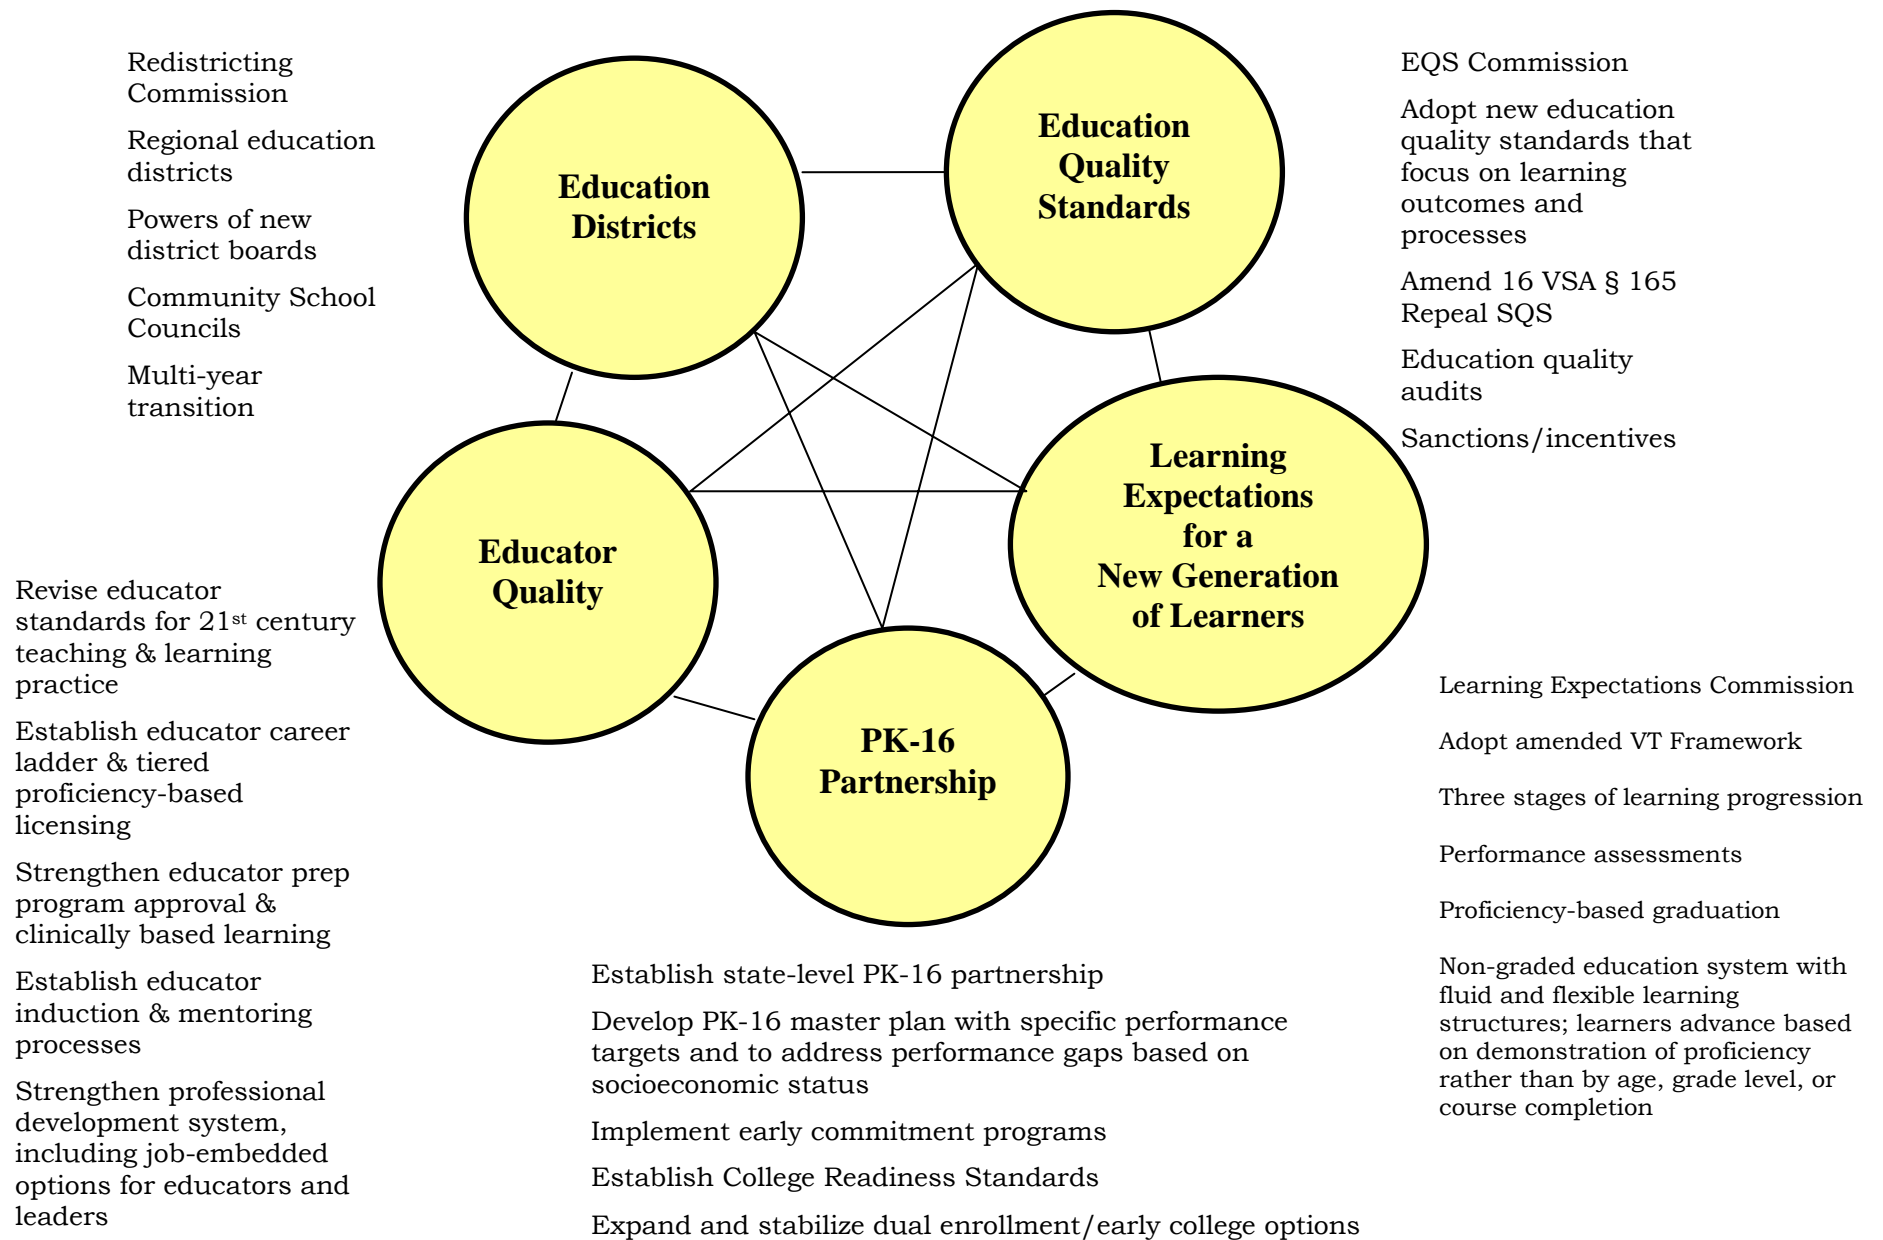 Redistricting
Commission
Regional education
districts
Powers of new
district boards
Community School
Councils
Multi-year
transition
Education
Districts
Education
Quality
Standards
EQS Commission
Adopt new education
quality standards that
focus on learning
outcomes and
processes
Amend 16 VSA § 165
Repeal SQS
Education quality
audits
Sanctions/incentives
Educator
Quality
Learning
Expectations
for a
New Generation
of Learners
PK-16
Partnership
Revise educator
standards for 21st century
teaching & learning
practice
Establish educator career
ladder & tiered
proficiency-based
licensing
Strengthen educator prep
program approval &
clinically based learning
Establish educator
induction & mentoring
processes
Strengthen professional
development system,
including job-embedded
options for educators and
leaders
Establish state-level PK-16 partnership
Develop PK-16 master plan with specific performance
targets and to address performance gaps based on
socioeconomic status
Implement early commitment programs
Establish College Readiness Standards
Expand and stabilize dual enrollment/early college options
Learning Expectations Commission
Adopt amended VT Framework
Three stages of learning progression
Performance assessments
Proficiency-based graduation
Non-graded education system with
fluid and flexible learning
structures; learners advance based
on demonstration of proficiency
rather than by age, grade level, or
course completion